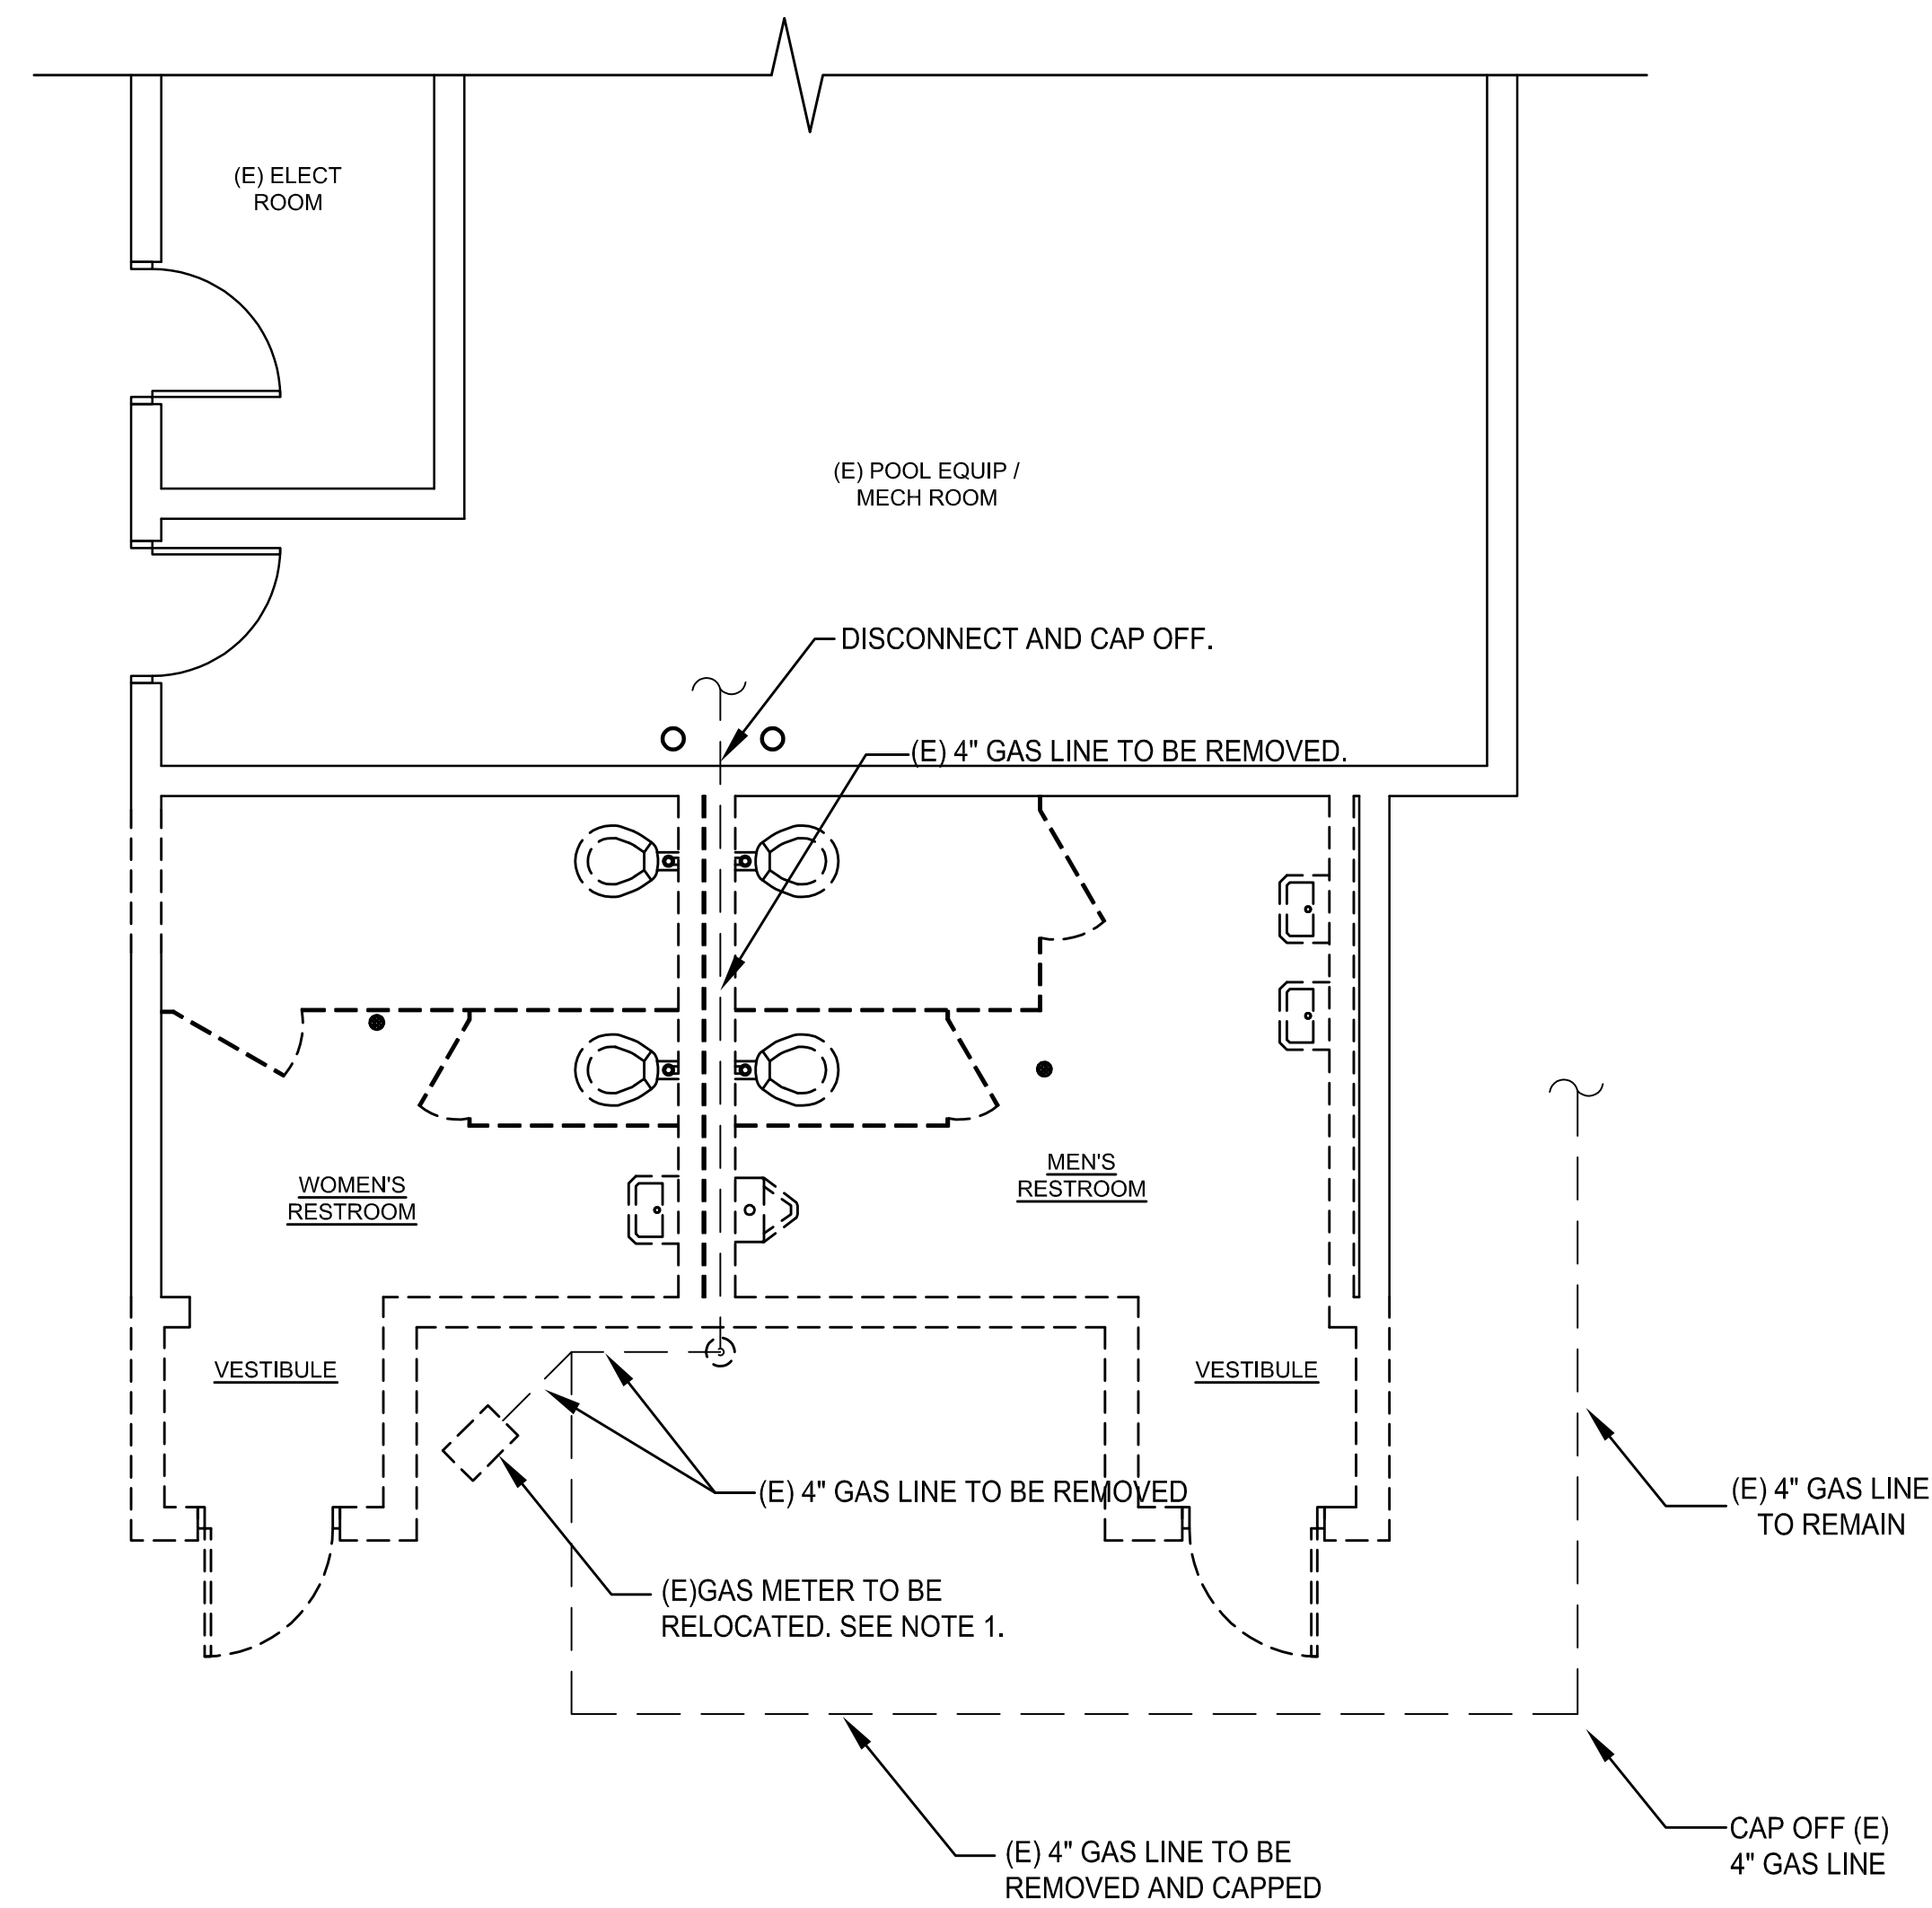 (E) ELECT
ROOM
(E) POOL EQUIP /
MECH ROOM
DISCONNECT AND CAP OFF.
(E) 4" GAS LINE TO BE REMOVED.
WOMEN'S
RESTROOM
MEN'S
RESTROOM
VESTIBULE
VESTIBULE
(E) 4" GAS LINE TO BE REMOVED
(E) 4" GAS LINE
TO REMAIN
(E)GAS METER TO BE
RELOCATED. SEE NOTE 1.
(E) 4" GAS LINE TO BE
REMOVED AND CAPPED
CAP OFF (E)
4" GAS LINE